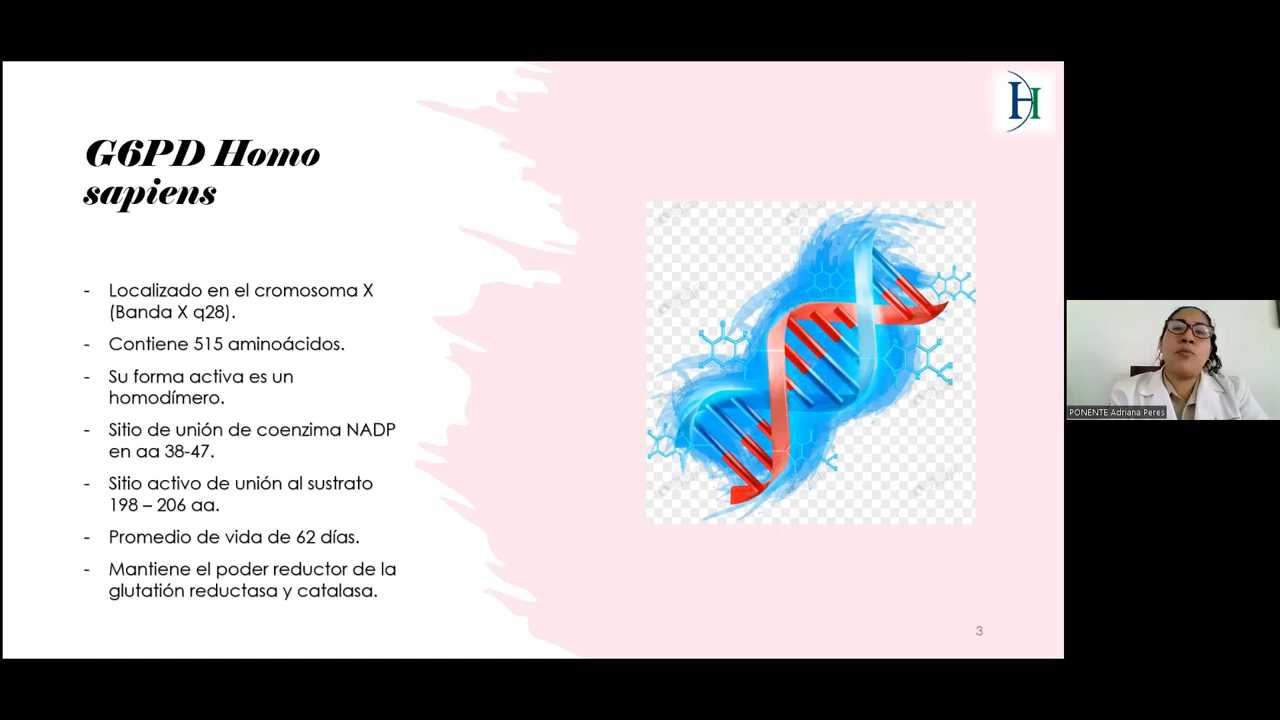 G6PD Homo
sapiens
- Localizado en el cromosoma X
(Banda X q28).
- Contiene 515 aminoácidos.
- Su forma activa es un
homodímero.
- Sitio de unión de coenzima NADP
en aa 38-47.
- Sitio activo de unión al sustrato
198 – 206 aa.
- Promedio de vida de 62 días.
- Mantiene el poder reductor de la
glutatión reductasa y catalasa.
3
H
PONENTE Adriana Peres